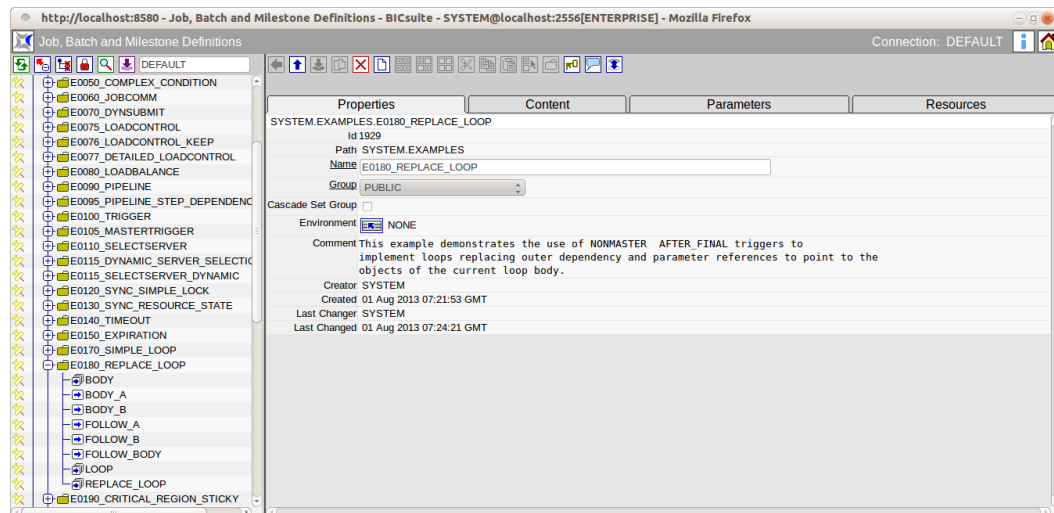 http://localhost:8580 - Job, Batch and Milestone Definitions - BICsuite - SYSTEM@localhost:2556[ENTERPRISE] - Mozilla Firefox
Job, Batch and Milestone Definitions
Connection: DEFAULT
DEFAULT
E0050_COMPLEX_CONDITION
E0060_JOBCOMM
E0070_DYNSUBMIT
E0075_LOADCONTROL
E0076_LOADCONTROL_KEEP
E0077_DETAILED_LOADCONTROL
E0080_LOADBALANCE
E0090_PIPELINE
E0095_PIPELINE_STEP_DEPENDENC
E0100_TRIGGER
E0105_MASTERTRIGGER
E0110_SELECTSERVER
E0115_DYNAMIC_SERVER_SELECTIO
E0115_SELECTSERVER_DYNAMIC
E0120_SYNC_SIMPLE_LOCK
E0130_SYNC_RESOURCE_STATE
E0140_TIMEOUT
E0150_EXPIRATION
E0170_SIMPLE_LOOP
E0180_REPLACE_LOOP
BODY
BODY_A
BODY_B
FOLLOW_A
FOLLOW_B
FOLLOW_BODY
LOOP
REPLACE_LOOP
E0190_CRITICAL_REGION_STICKY
Properties Content Parameters Resources
SYSTEM.EXAMPLES.E0180_REPLACE_LOOP
Id 1929
Path SYSTEM.EXAMPLES
Name E0180_REPLACE_LOOP
Group PUBLIC
Cascade Set Group
Environment NONE
Comment This example demonstrates the use of NONMASTER  AFTER_FINAL triggers to
implement loops replacing outer dependency and parameter references to point to the
objects of the current loop body.
Creator SYSTEM
Created 01 Aug 2013 07:21:53 GMT
Last Changer SYSTEM
Last Changed 01 Aug 2013 07:24:21 GMT